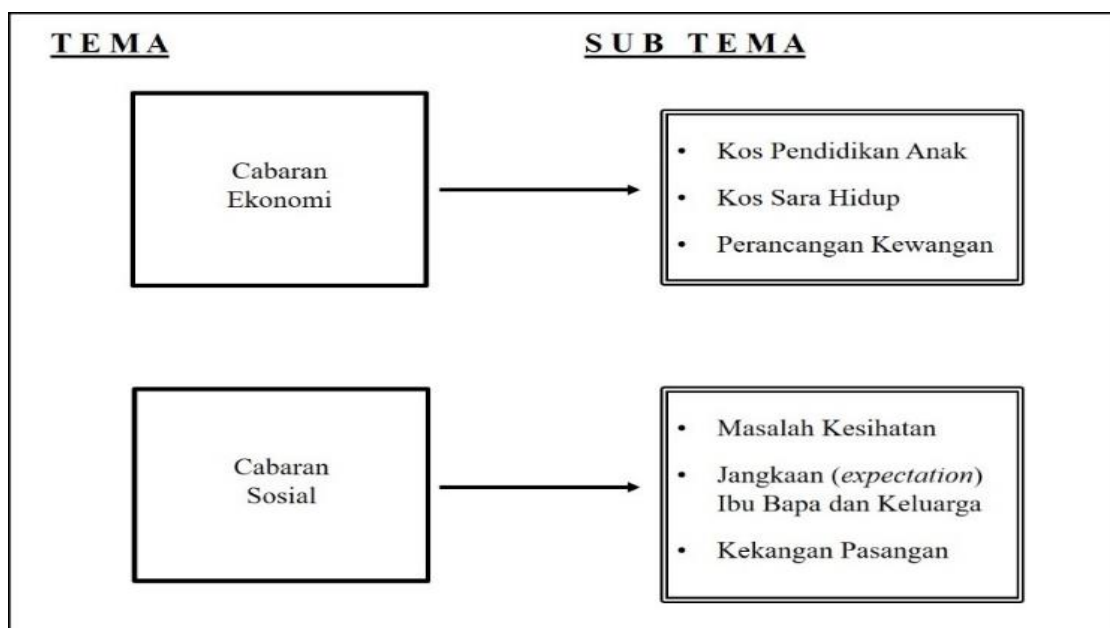 TEMA
SUB TEMA
Cabaran
Ekonomi
• Kos Pendidikan Anak
• Kos Sara Hidup
• Perancangan Kewangan
Cabaran
Sosial
• Masalah Kesihatan
• Jangkaan (expectation)
Ibu Bapa dan Keluarga
• Kekangan Pasangan